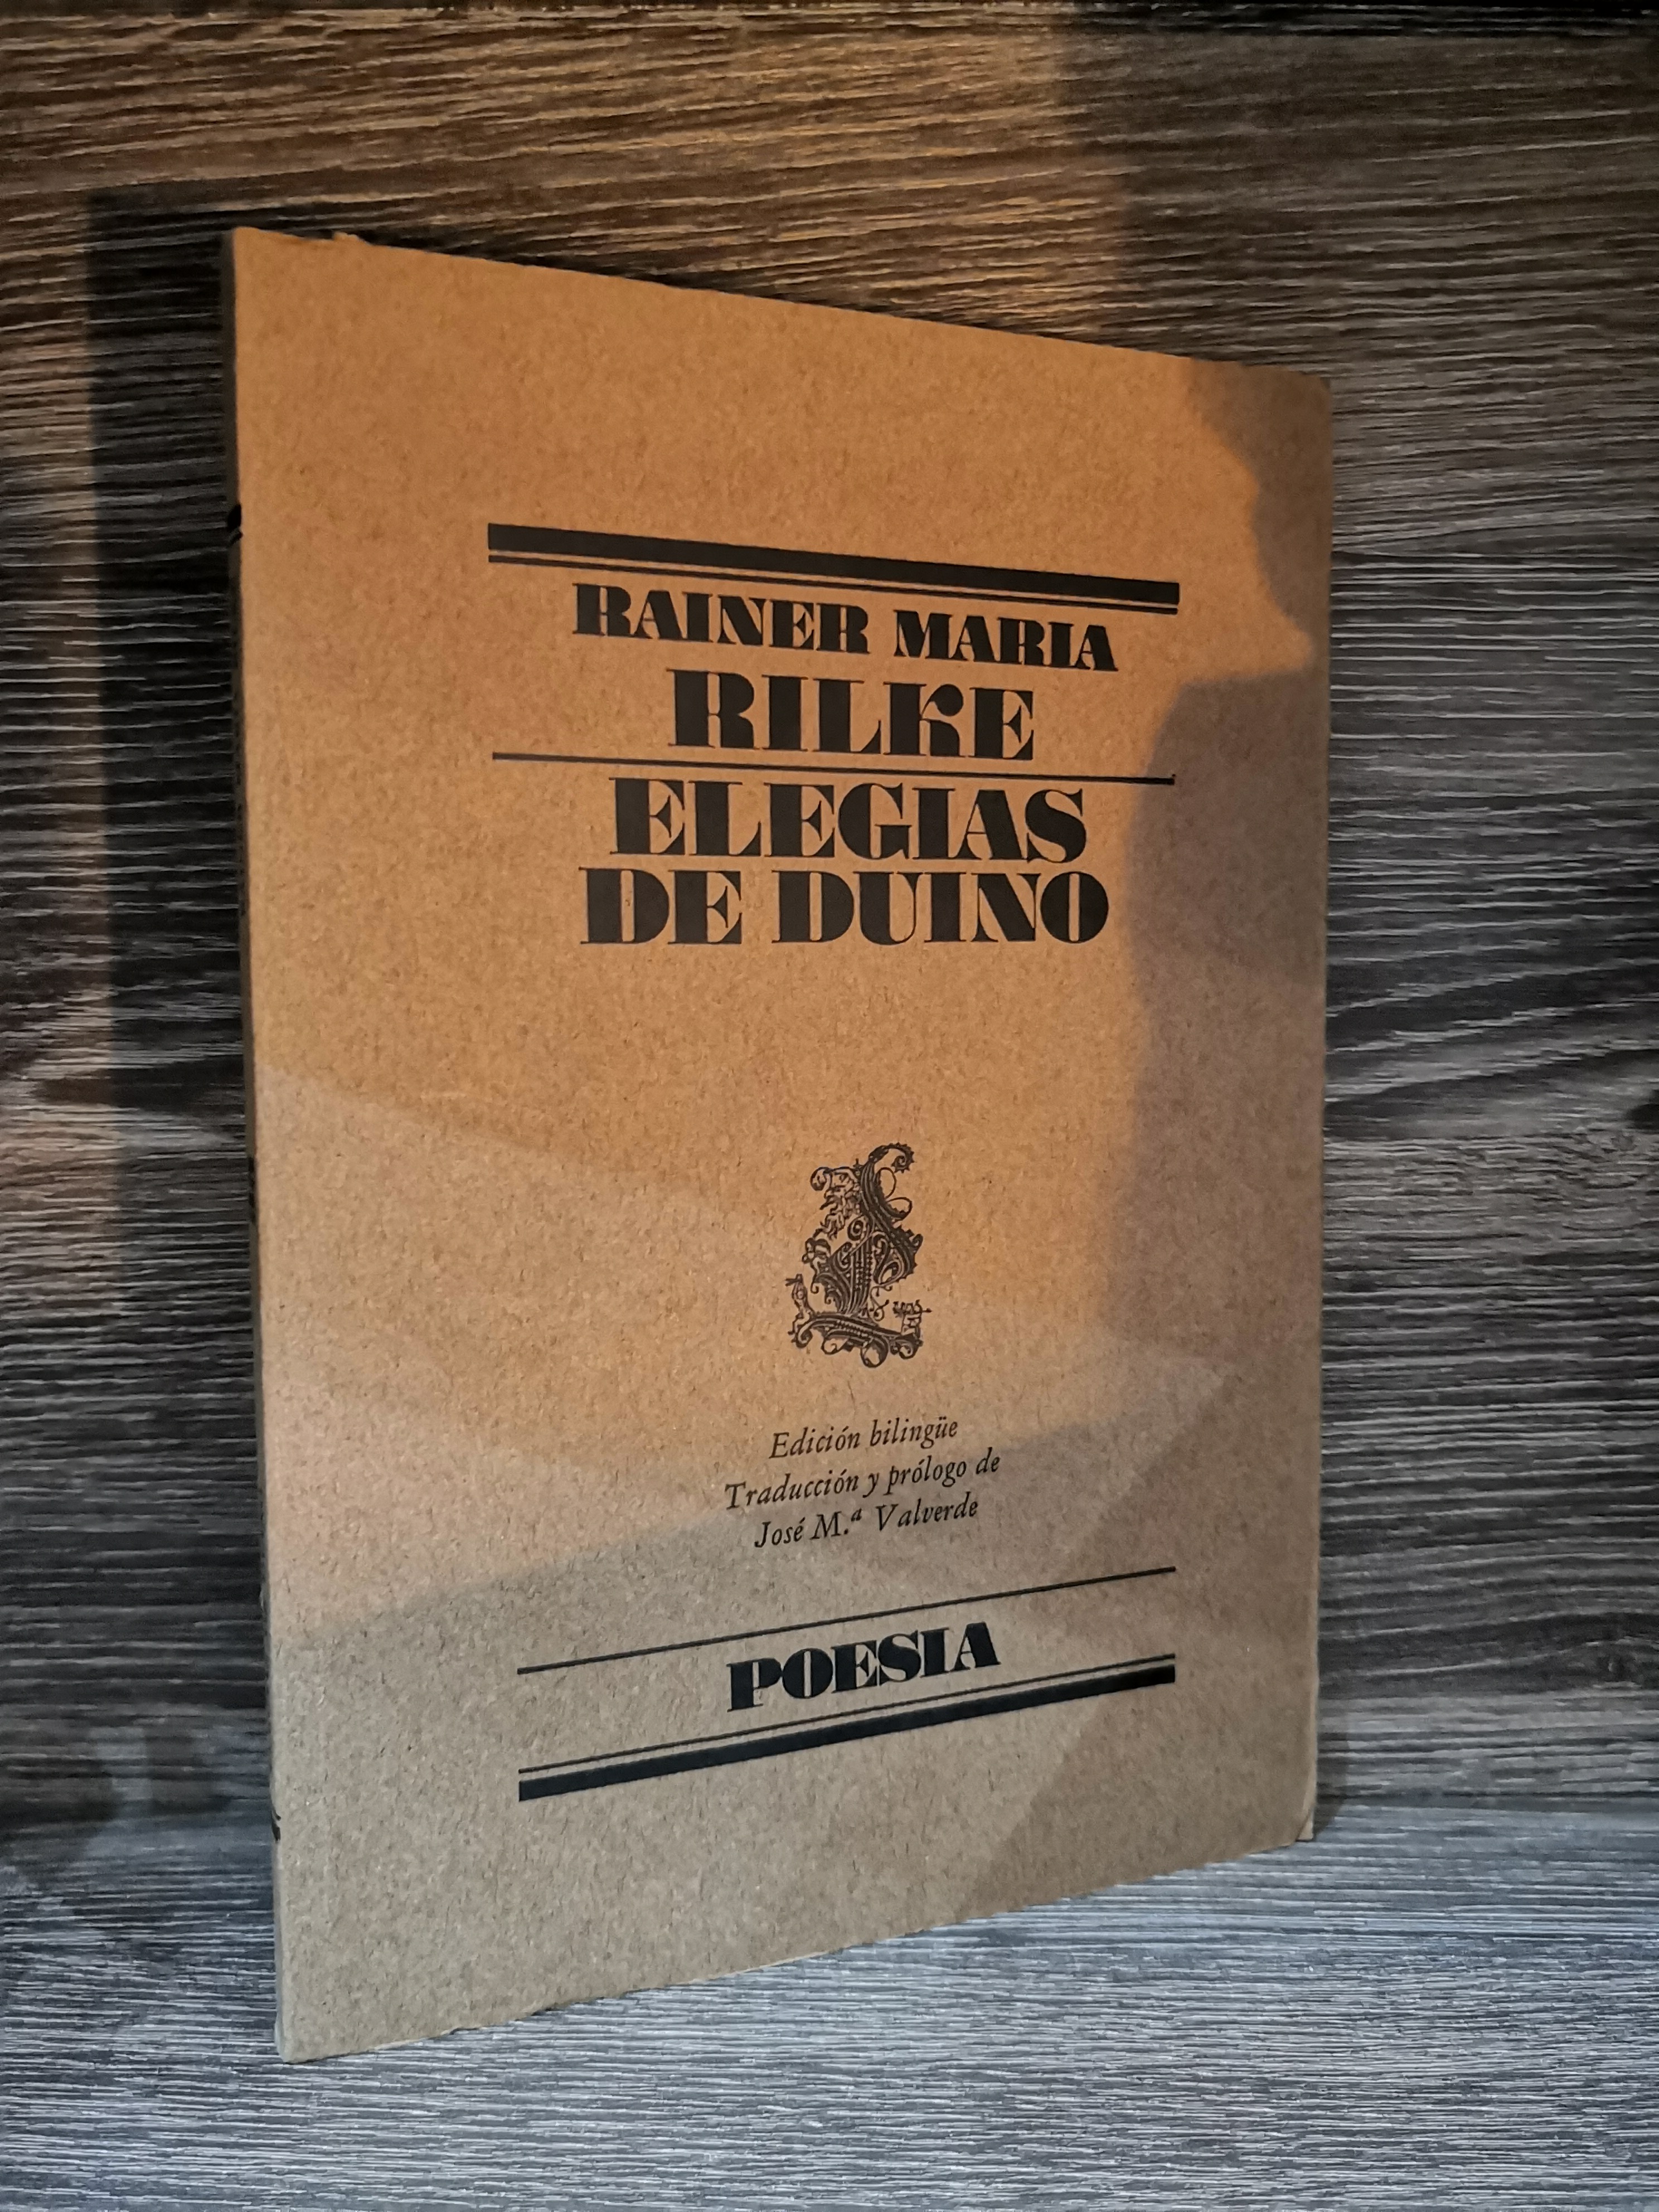 RAINER MARIA
RILKE
ELEGIAS
DE DUINO
Edición bilingüe
Traducción y prólogo de
José M.ª Valverde
POESIA